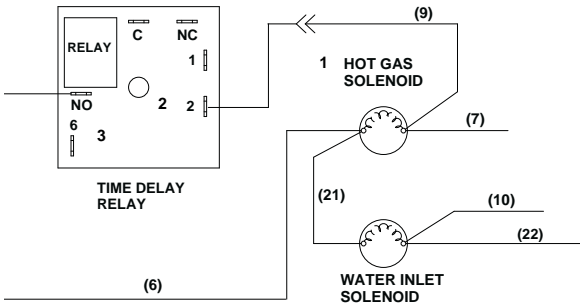 (9)
C NC
RELAY
1
1 HOT GAS
SOLENOID
NO
2
2
6
3
(7)
TIME DELAY
RELAY
(21)
(10)
(22)
(6)
WATER INLET
SOLENOID